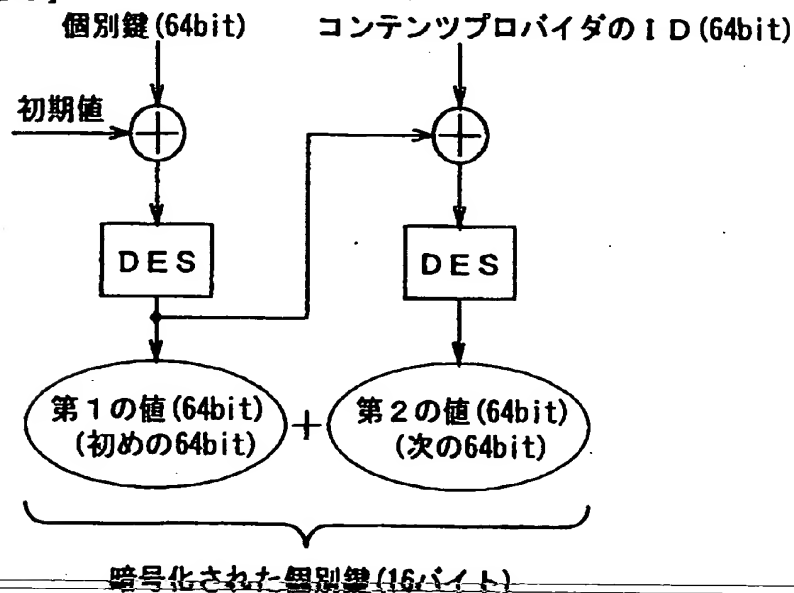 個別鍵(64bit)
コンテンツプロバイダのＩＤ(64bit)
初期値
DES
DES
第１の値(64bit)
(初めの64bit)
+
第２の値(64bit)
(次の64bit)
暗号化された個別鍵(16バイト)